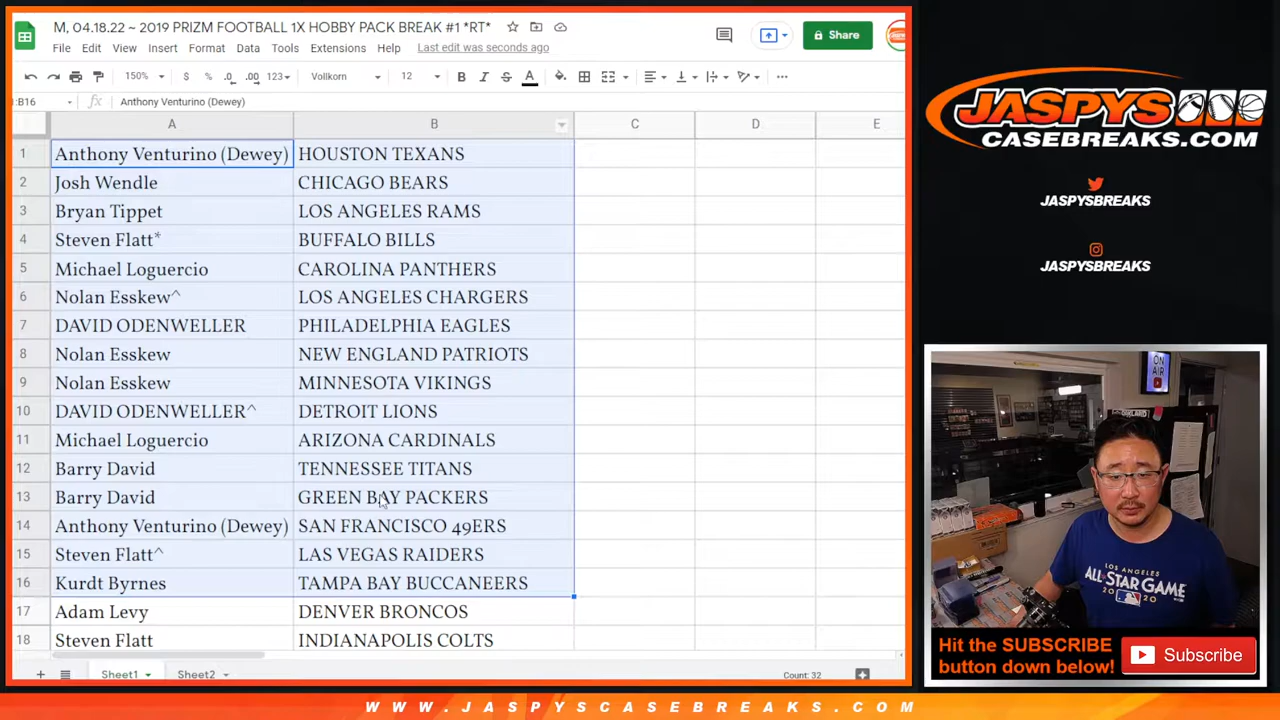 M, 04.18.22 ~ 2019 PRIZM FOOTBALL 1X HOBBY PACK BREAK #1 *RT*
File Edit View Insert Format Data Tools Extensions Help Last edit was seconds ago
Share
150% $ % .0 .00 123 Vollkorn 12 B I S A
:B16 fx Anthony Venturino (Dewey)
A B C D E
1 Anthony Venturino (Dewey) HOUSTON TEXANS
2 Josh Wendle CHICAGO BEARS
3 Bryan Tippet LOS ANGELES RAMS
4 Steven Flatt* BUFFALO BILLS
5 Michael Loguercio CAROLINA PANTHERS
6 Nolan Esskew^ LOS ANGELES CHARGERS
7 DAVID ODENWELLER PHILADELPHIA EAGLES
8 Nolan Esskew NEW ENGLAND PATRIOTS
9 Nolan Esskew MINNESOTA VIKINGS
10 DAVID ODENWELLER^ DETROIT LIONS
11 Michael Loguercio ARIZONA CARDINALS
12 Barry David TENNESSEE TITANS
13 Barry David GREEN BAY PACKERS
14 Anthony Venturino (Dewey) SAN FRANCISCO 49ERS
15 Steven Flatt^ LAS VEGAS RAIDERS
16 Kurdt Byrnes TAMPA BAY BUCCANEERS
17 Adam Levy DENVER BRONCOS
18 Steven Flatt INDIANAPOLIS COLTS
Sheet1 Sheet2 Count: 32
JASPYS
CASEBREAKS.COM
JASPYSBREAKS
JASPYSBREAKS
ON
AIR
LOS ANGELES
ALL-STAR GAME
2020
Hit the SUBSCRIBE
button down below!
Subscribe
WWW.JASPYSCASEBREAKS.COM